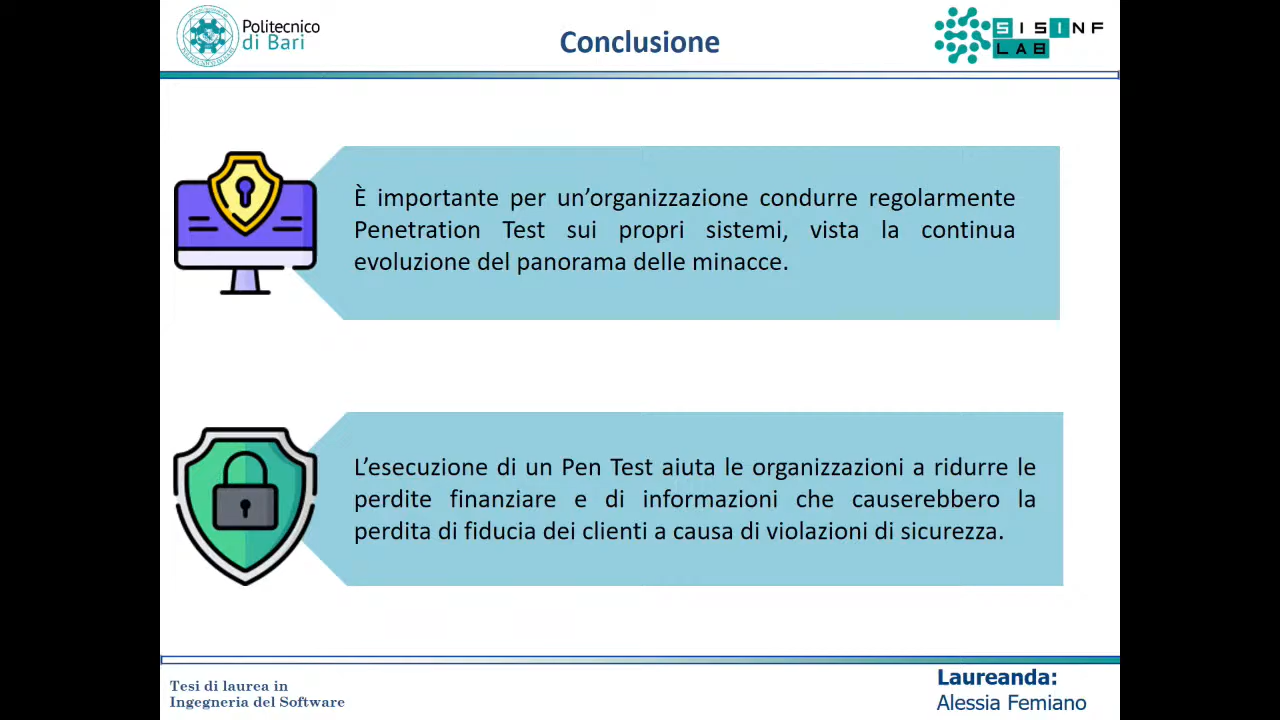 Politecnico
di Bari
Conclusione
SISINF
LAB
È importante per un’organizzazione condurre regolarmente
Penetration Test sui propri sistemi, vista la continua
evoluzione del panorama delle minacce.
L’esecuzione di un Pen Test aiuta le organizzazioni a ridurre le
perdite finanziare e di informazioni che causerebbero la
perdita di fiducia dei clienti a causa di violazioni di sicurezza.
Tesi di laurea in
Ingegneria del Software
Laureanda:
Alessia Femiano